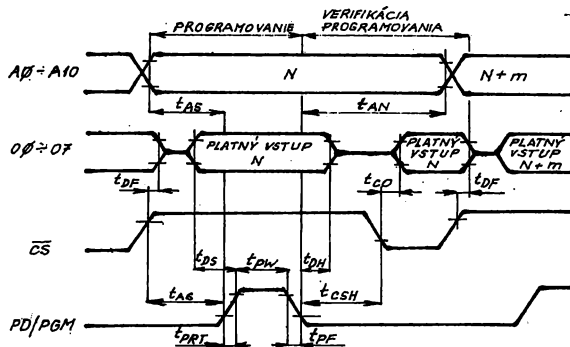 PROGRAMOVANIE
VERIFIKÁCIA
PROGRAMOVANIA
AØ÷A10
N
N+m
tAS
tAN
OØ÷O7
PLATNÝ VSTUP
N
PLATNÝ
VSTUP
N
PLATNÝ
VSTUP
N+m
tDF
tCO
tDF
CS
tDS
tPW
tDH
tAS
tCSH
PD/PGM
tPRT
tPF